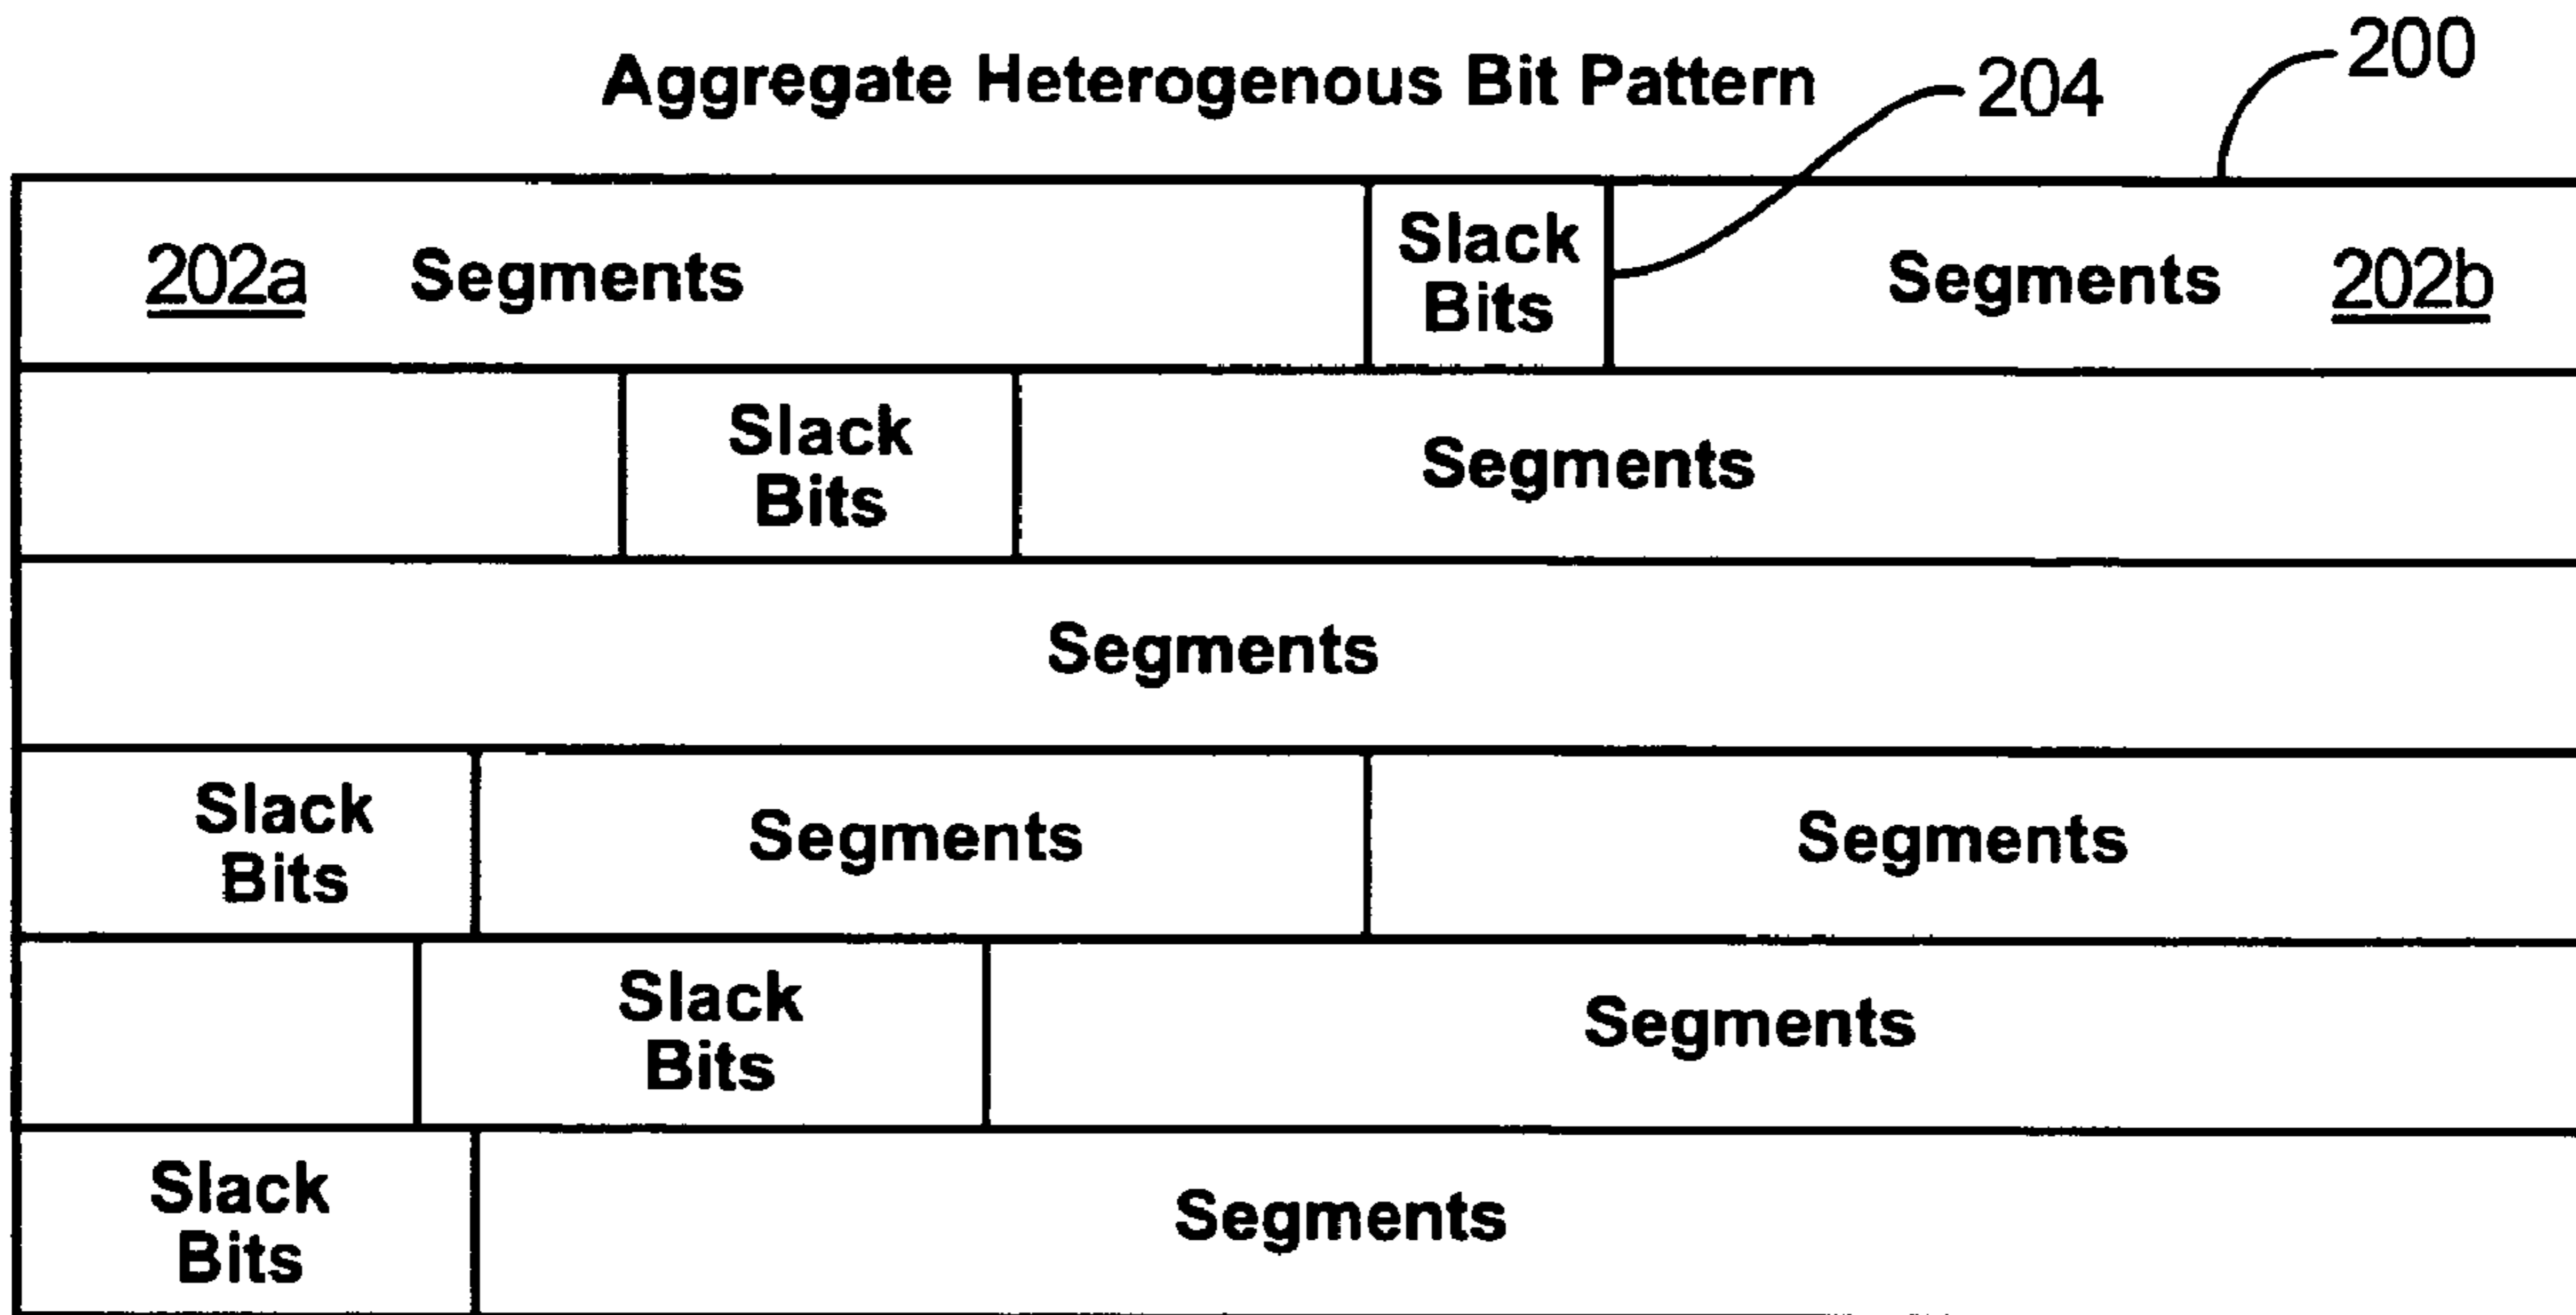 Aggregate Heterogenous Bit Pattern
204
200
202a Segments
Slack
Bits
Segments 202b
Slack
Bits
Segments
Segments
Slack
Bits
Segments
Segments
Slack
Bits
Segments
Slack
Bits
Segments